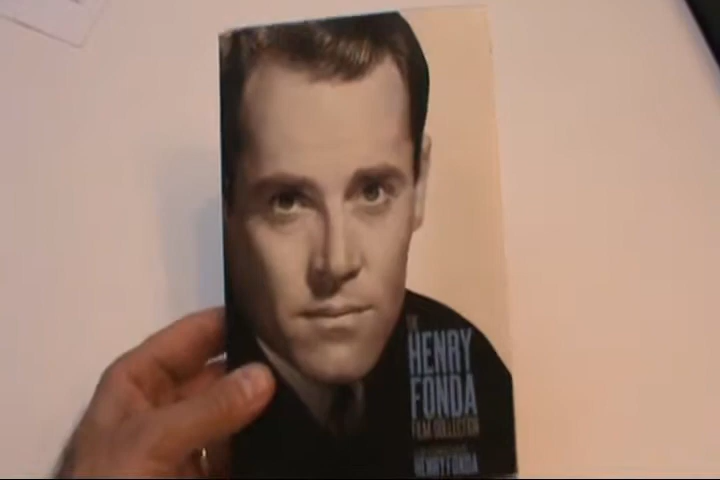 THE
HENRY
FONDA
FILM COLLECTION
HENRY FONDA